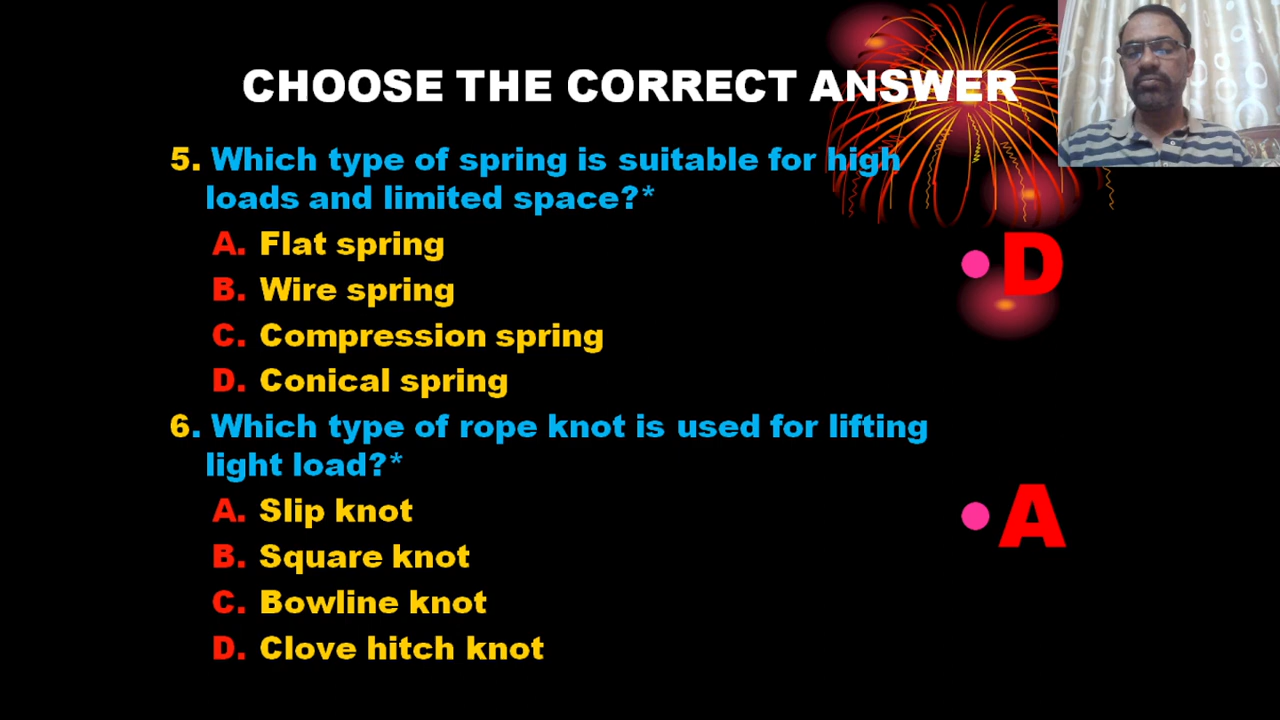 CHOOSE THE CORRECT ANSWER
5. Which type of spring is suitable for high
loads and limited space?*
A. Flat spring
B. Wire spring
C. Compression spring
D. Conical spring
• D
6. Which type of rope knot is used for lifting
light load?*
A. Slip knot
B. Square knot
C. Bowline knot
D. Clove hitch knot
• A